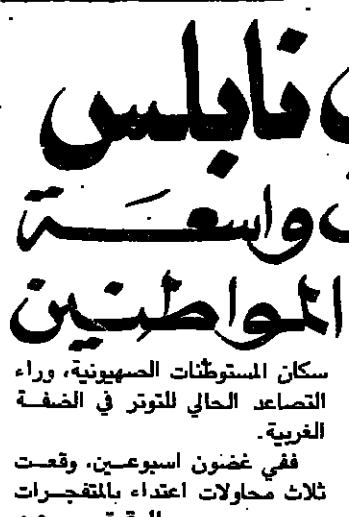 نابلس
واسعة
المواطنين
سكان المستوطنات الصهيونية، وراء
التصاعد الحالي للتوتر في الضفة
الغربية.
ففي غضون اسبوعين، وقعت
ثلاث محاولات اعتداء بالمتفجرات